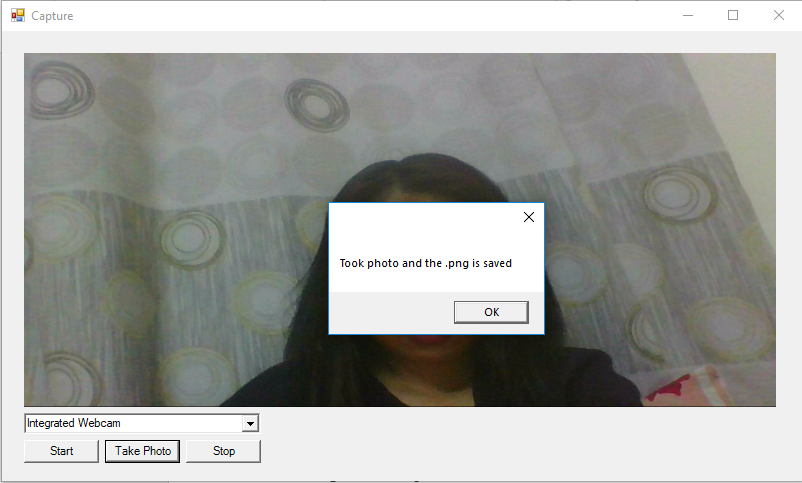 Capture
Took photo and the .png is saved
OK
Integrated Webcam
Start Take Photo Stop